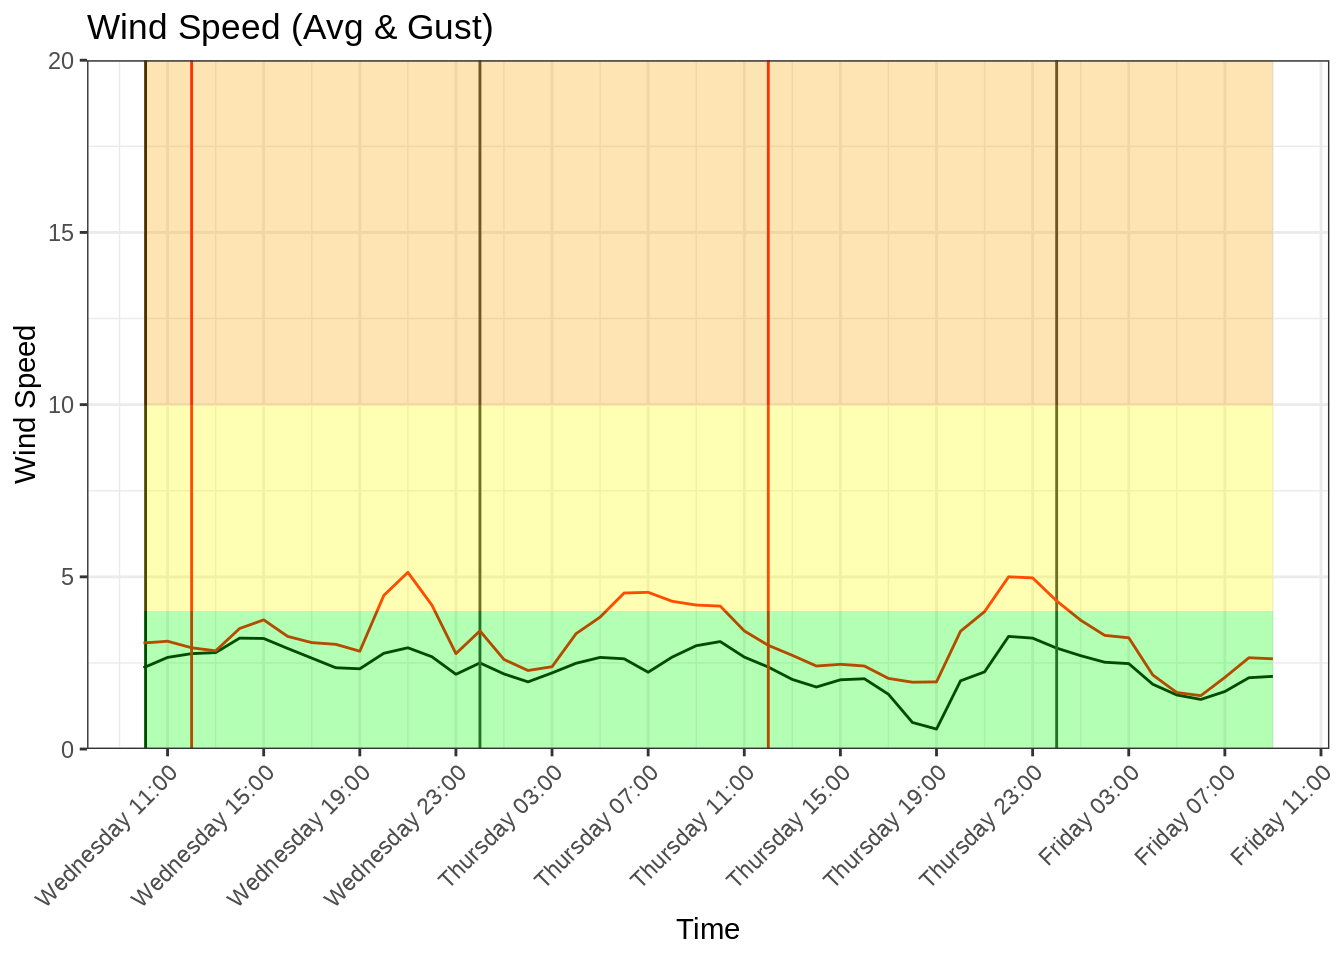 Wind Speed (Avg & Gust)
20
15
10
5
0
Wind Speed
Wednesday 11:00
Wednesday 15:00
Wednesday 19:00
Wednesday 23:00
Thursday 03:00
Thursday 07:00
Thursday 11:00
Thursday 15:00
Thursday 19:00
Thursday 23:00
Friday 03:00
Friday 07:00
Friday 11:00
Time